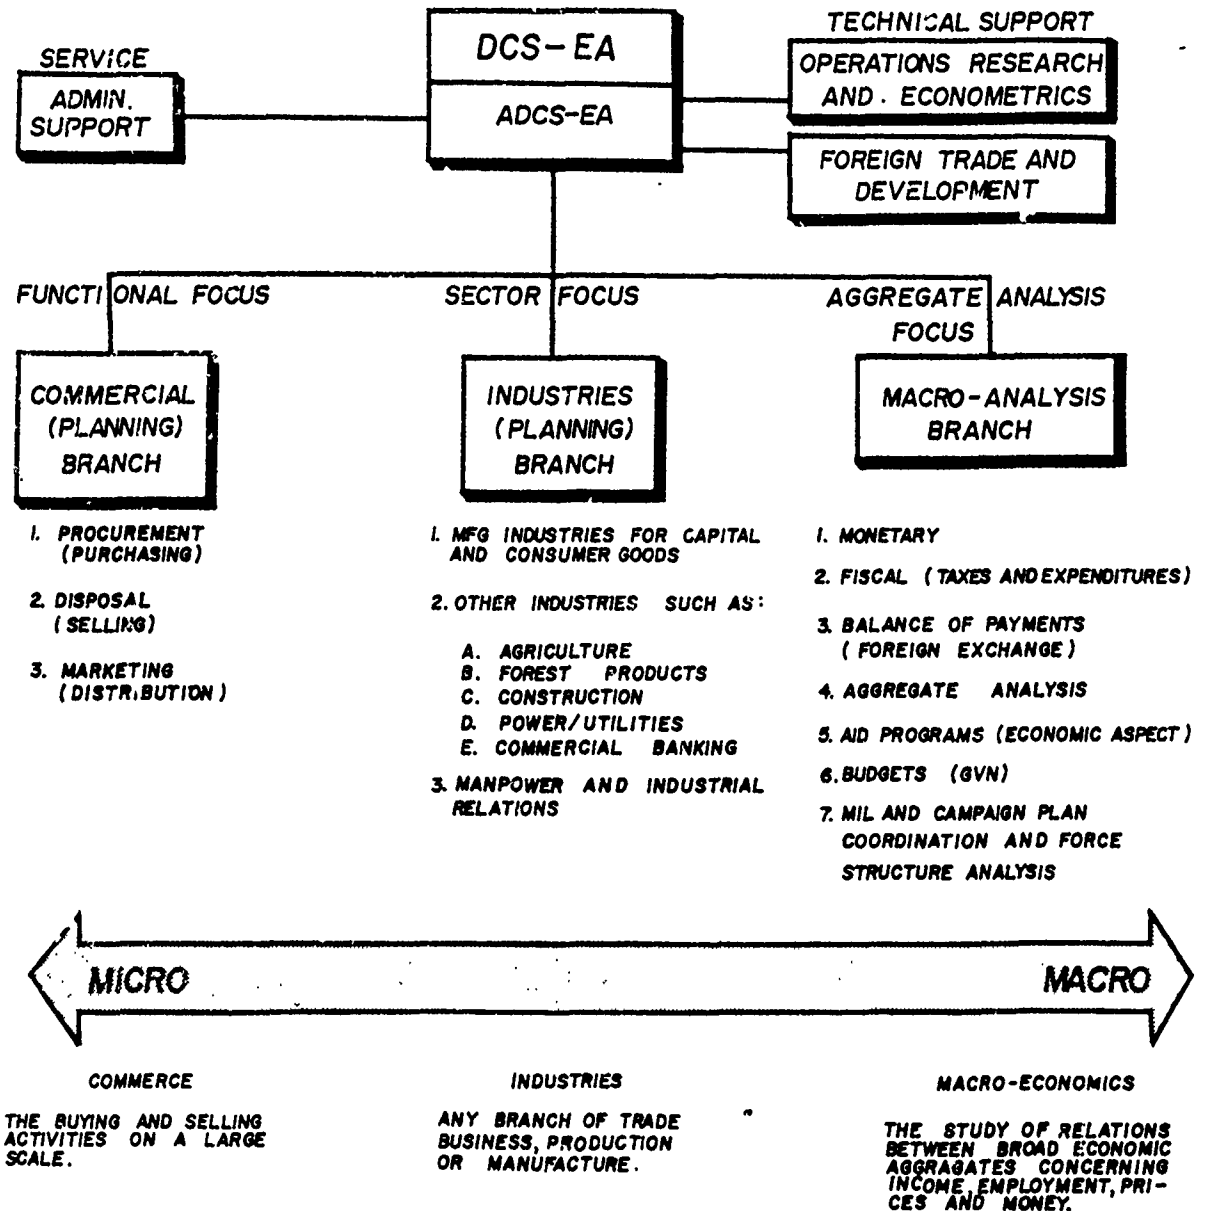 DCS-EA
ADCS-EA
SERVICE
ADMIN.
SUPPORT
TECHNICAL SUPPORT
OPERATIONS RESEARCH
AND. ECONOMETRICS
FOREIGN TRADE AND
DEVELOPMENT
FUNCTIONAL FOCUS
SECTOR FOCUS
AGGREGATE ANALYSIS
FOCUS
COMMERCIAL
(PLANNING)
BRANCH
INDUSTRIES
(PLANNING)
BRANCH
MACRO-ANALYSIS
BRANCH
1. PROCUREMENT
(PURCHASING)
2. DISPOSAL
(SELLING)
3. MARKETING
(DISTRIBUTION)
1. MFG INDUSTRIES FOR CAPITAL
AND CONSUMER GOODS
2. OTHER INDUSTRIES SUCH AS:
A. AGRICULTURE
B. FOREST PRODUCTS
C. CONSTRUCTION
D. POWER/UTILITIES
E. COMMERCIAL BANKING
3. MANPOWER AND INDUSTRIAL
RELATIONS
1. MONETARY
2. FISCAL (TAXES AND EXPENDITURES)
3. BALANCE OF PAYMENTS
(FOREIGN EXCHANGE)
4. AGGREGATE ANALYSIS
5. AID PROGRAMS (ECONOMIC ASPECT)
6. BUDGETS (GVN)
7. MIL AND CAMPAIGN PLAN
COORDINATION AND FORCE
STRUCTURE ANALYSIS
MICRO
MACRO
COMMERCE
THE BUYING AND SELLING
ACTIVITIES ON A LARGE
SCALE.
INDUSTRIES
ANY BRANCH OF TRADE
BUSINESS, PRODUCTION
OR MANUFACTURE.
MACRO-ECONOMICS
THE STUDY OF RELATIONS
BETWEEN BROAD ECONOMIC
AGGRAGATES CONCERNING
INCOME, EMPLOYMENT, PRI-
CES AND MONEY.